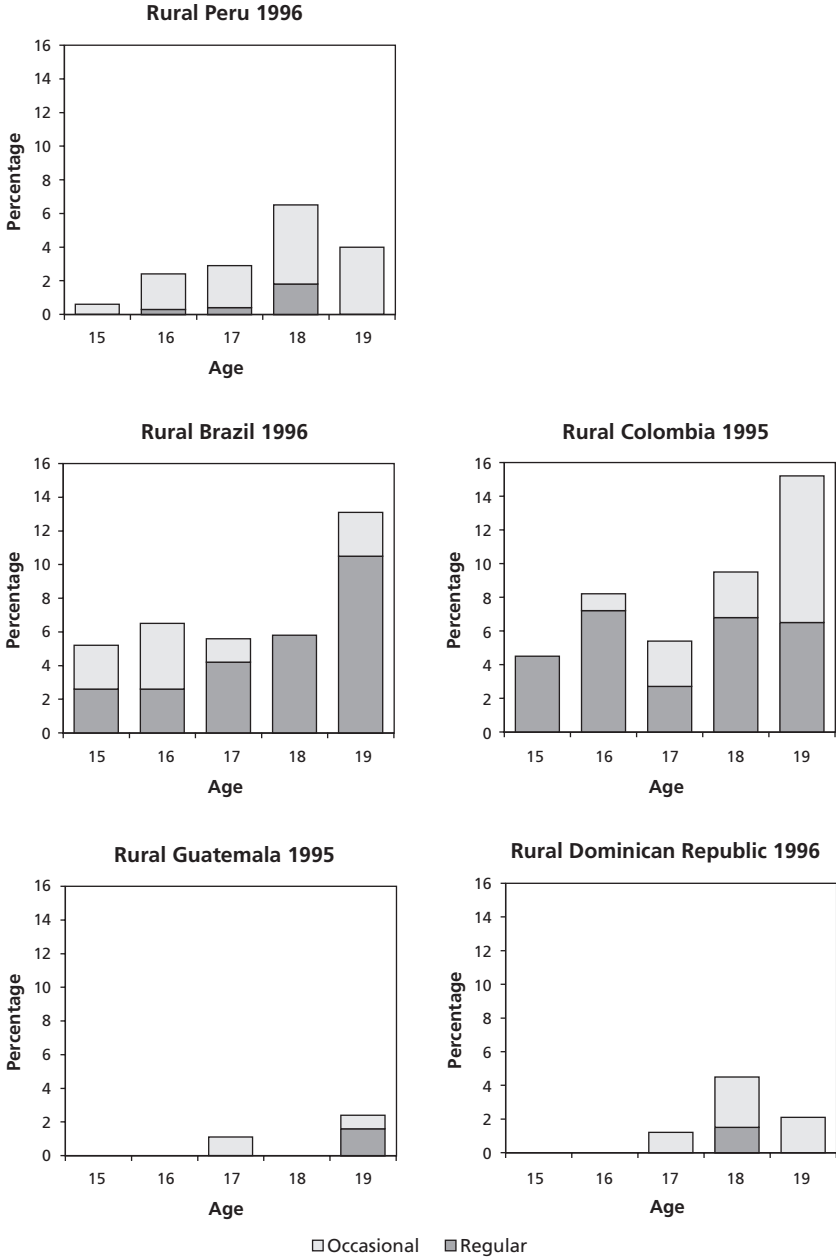 Rural Peru 1996
16
14
12
10
8
6
4
2
0
Percentage
15 16 17 18 19
Age
Rural Brazil 1996
16
14
12
10
8
6
4
2
0
Percentage
15 16 17 18 19
Age
Rural Colombia 1995
16
14
12
10
8
6
4
2
0
Percentage
15 16 17 18 19
Age
Rural Guatemala 1995
16
14
12
10
8
6
4
2
0
Percentage
15 16 17 18 19
Age
Rural Dominican Republic 1996
16
14
12
10
8
6
4
2
0
Percentage
15 16 17 18 19
Age
Occasional Regular